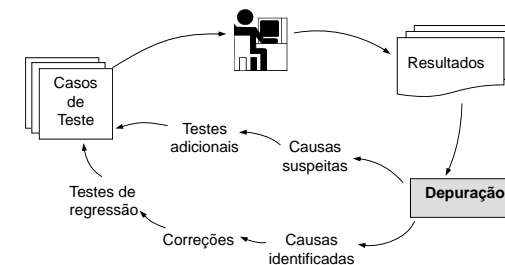 Casos
de
Teste
Resultados
Testes
adicionais
Causas
suspeitas
Depuração
Testes de
regressão
Correções
Causas
identificadas